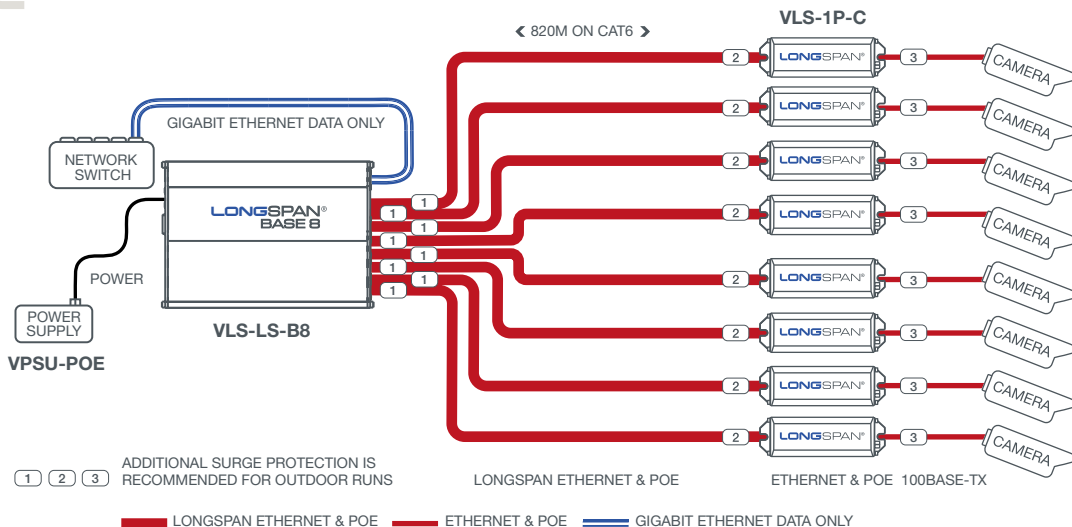 VLS-1P-C
❮ 820M ON CAT6 ❯
2 LONGSPAN® 3 CAMERA
GIGABIT ETHERNET DATA ONLY
2 LONGSPAN® 3 CAMERA
NETWORK
SWITCH
2 LONGSPAN® 3 CAMERA
LONGSPAN®
BASE 8
1
1
1
1
1
1
1
1
2 LONGSPAN® 3 CAMERA
POWER
2 LONGSPAN® 3 CAMERA
POWER
SUPPLY
VLS-LS-B8
VPSU-POE
2 LONGSPAN® 3 CAMERA
2 LONGSPAN® 3 CAMERA
2 LONGSPAN® 3 CAMERA
1 2 3
ADDITIONAL SURGE PROTECTION IS
RECOMMENDED FOR OUTDOOR RUNS
LONGSPAN ETHERNET & POE
ETHERNET & POE 100BASE-TX
LONGSPAN ETHERNET & POE
ETHERNET & POE
GIGABIT ETHERNET DATA ONLY